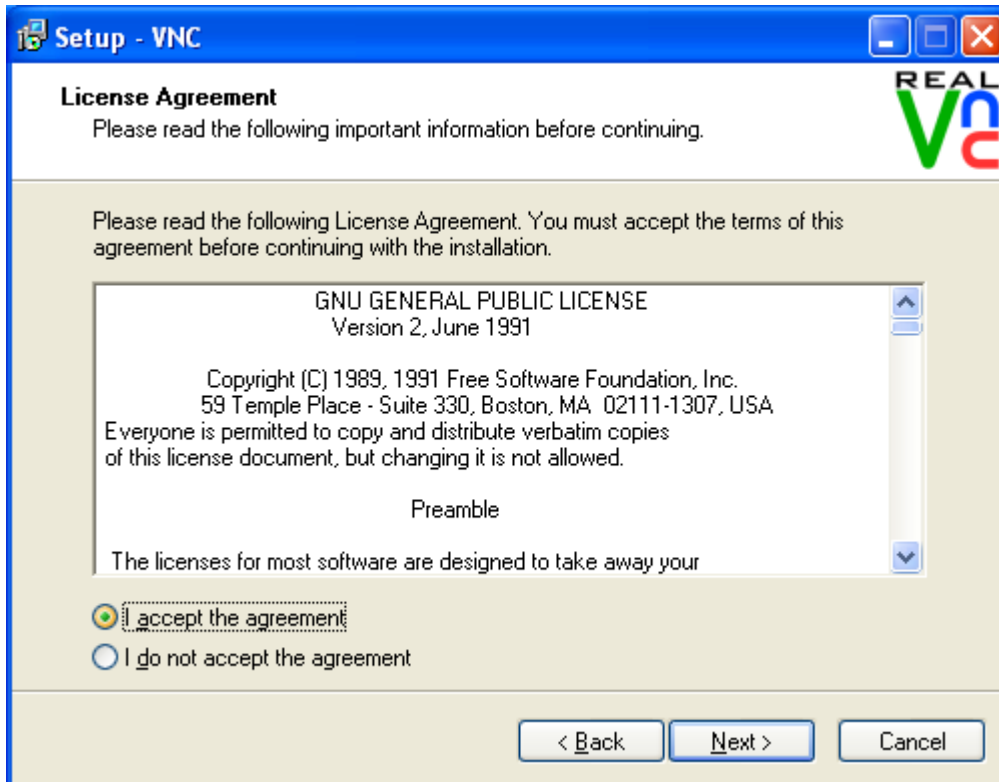 Setup - VNC
License Agreement
Please read the following important information before continuing.
REAL
VNC
Please read the following License Agreement. You must accept the terms of this
agreement before continuing with the installation.
GNU GENERAL PUBLIC LICENSE
Version 2, June 1991
Copyright (C) 1989, 1991 Free Software Foundation, Inc.
59 Temple Place - Suite 330, Boston, MA  02111-1307, USA
Everyone is permitted to copy and distribute verbatim copies
of this license document, but changing it is not allowed.
Preamble
The licenses for most software are designed to take away your
I accept the agreement
I do not accept the agreement
< Back
Next >
Cancel